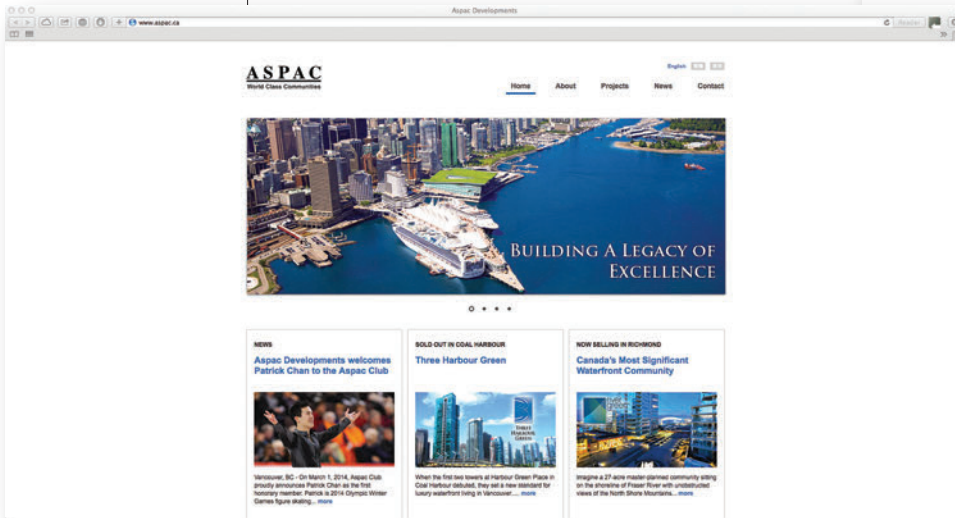 Aspac Developments
www.aspac.ca
Reader
ASPAC
World Class Communities
English
Home About Projects News Contact
BUILDING A LEGACY OF
EXCELLENCE
NEWS
Aspac Developments welcomes
Patrick Chan to the Aspac Club
Vancouver, BC - On March 1, 2014, Aspac Club
proudly announces Patrick Chan as the first
honorary member. Patrick is 2014 Olympic Winter
Games figure skating... more
SOLD OUT IN COAL HARBOUR
Three Harbour Green
THREE
HARBOUR
GREEN
When the first two towers at Harbour Green Place in
Coal Harbour debuted, they set a new standard for
luxury waterfront living in Vancouver.... more
NOW SELLING IN RICHMOND
Canada's Most Significant
Waterfront Community
river
green
Imagine a 27-acre master-planned community sitting
on the shoreline of Fraser River with unobstructed
views of the North Shore Mountains... more